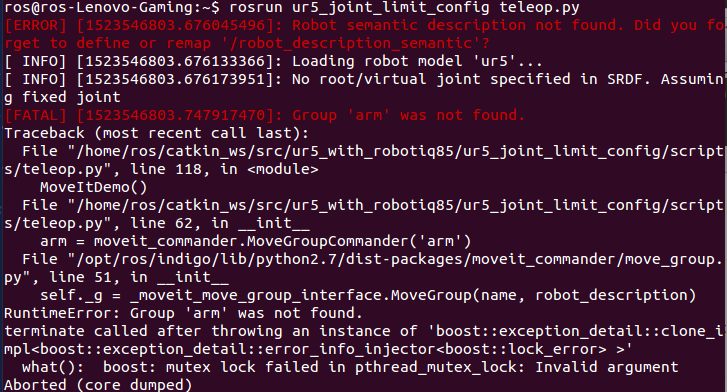 ros@ros-Lenovo-Gaming:~$ rosrun ur5_joint_limit_config teleop.py
[ERROR] [1523546803.676045496]: Robot semantic description not found. Did you fo
rget to define or remap '/robot_description_semantic'?
[ INFO] [1523546803.676133366]: Loading robot model 'ur5'...
[ INFO] [1523546803.676173951]: No root/virtual joint specified in SRDF. Assumin
g fixed joint
[FATAL] [1523546803.747917470]: Group 'arm' was not found.
Traceback (most recent call last):
  File "/home/ros/catkin_ws/src/ur5_with_robotiq85/ur5_joint_limit_config/script
s/teleop.py", line 118, in <module>
    MoveItDemo()
  File "/home/ros/catkin_ws/src/ur5_with_robotiq85/ur5_joint_limit_config/script
s/teleop.py", line 62, in __init__
    arm = moveit_commander.MoveGroupCommander('arm')
  File "/opt/ros/indigo/lib/python2.7/dist-packages/moveit_commander/move_group.
py", line 51, in __init__
    self._g = _moveit_move_group_interface.MoveGroup(name, robot_description)
RuntimeError: Group 'arm' was not found.
terminate called after throwing an instance of 'boost::exception_detail::clone_i
mpl<boost::exception_detail::error_info_injector<boost::lock_error> >'
  what():  boost: mutex lock failed in pthread_mutex_lock: Invalid argument
Aborted (core dumped)